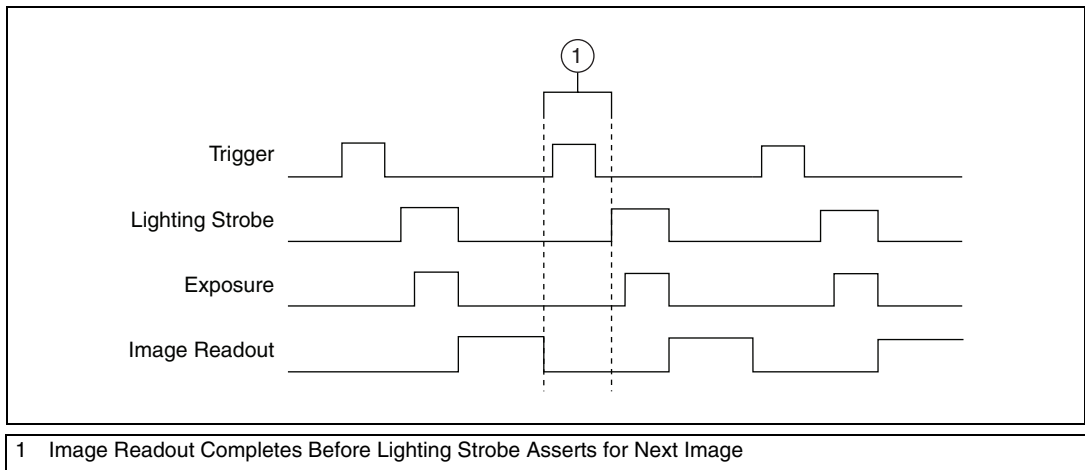 1
Trigger
Lighting Strobe
Exposure
Image Readout
1 Image Readout Completes Before Lighting Strobe Asserts for Next Image